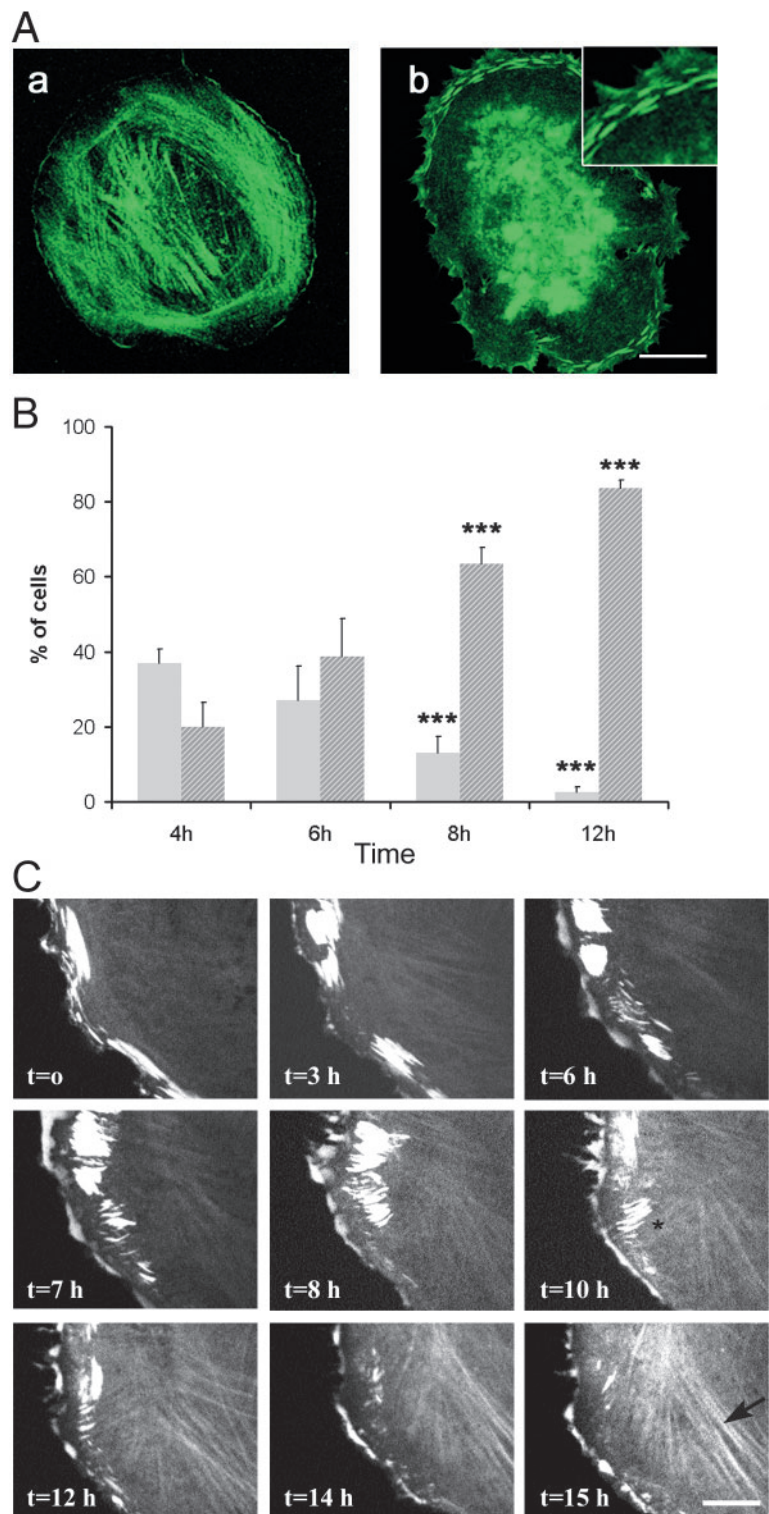 A
a
b
B
100
80
60
40
20
0
% of cells
***
***
***
***
4h
6h
8h
12h
Time
C
t=o
t=3 h
t=6 h
t=7 h
t=8 h
t=10 h
*
t=12 h
t=14 h
t=15 h